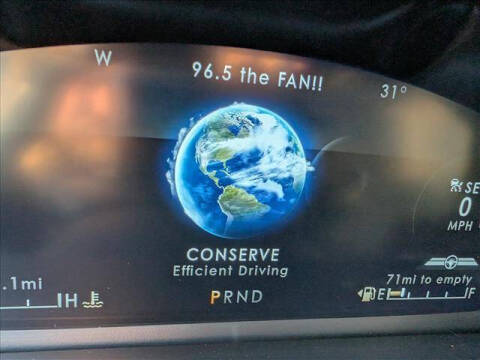 W
96.5 the FAN!!
31°
SE
0
MPH
CONSERVE
Efficient Driving
.1mi
71mi to empty
H
PRND
E F